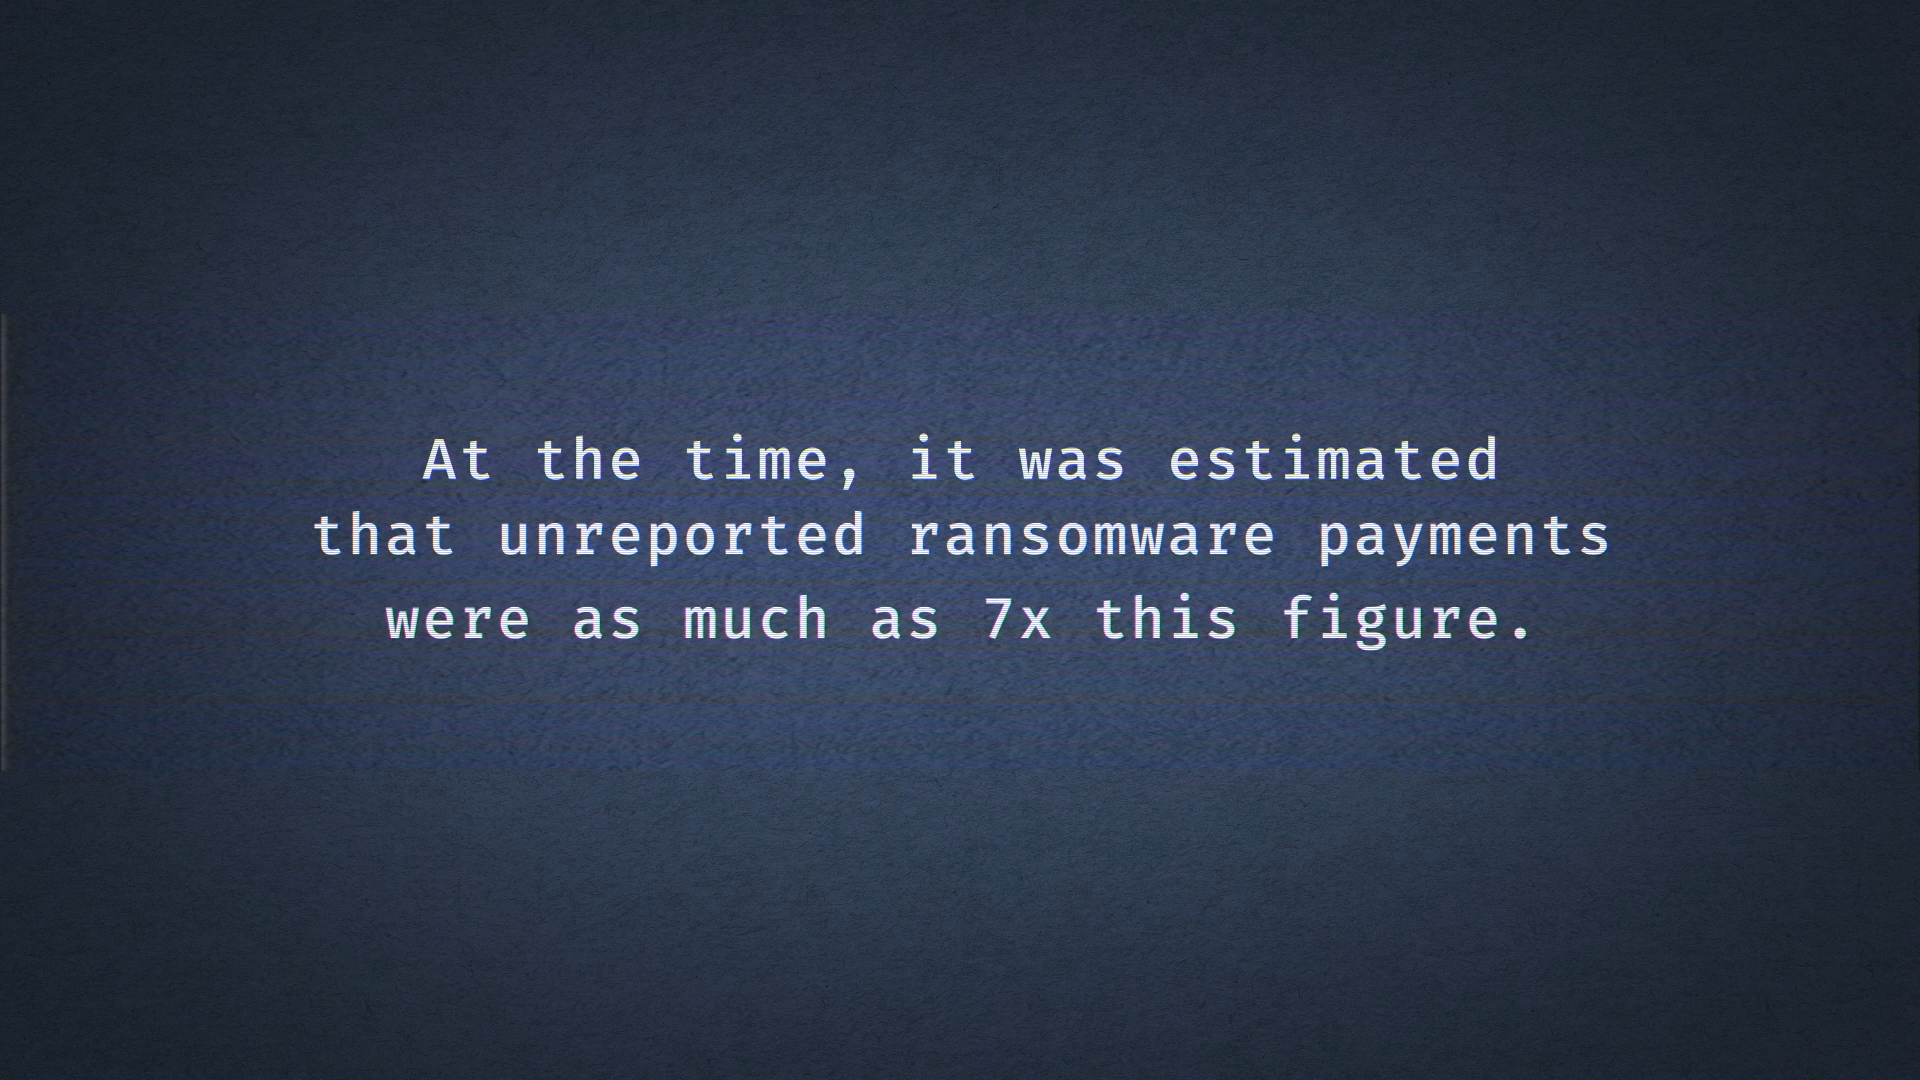 At the time, it was estimated
that unreported ransomware payments
were as much as 7x this figure.